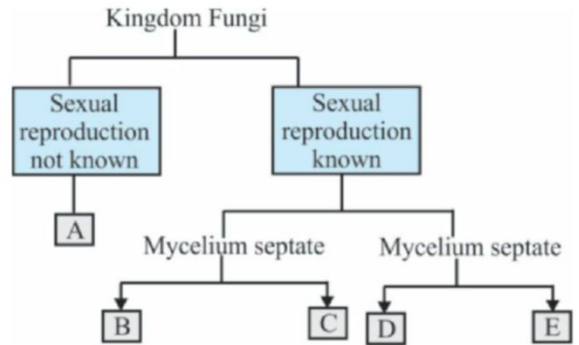 Kingdom Fungi
Sexual
reproduction
not known
Sexual
reproduction
known
A
Mycelium septate
Mycelium septate
B
C
D
E